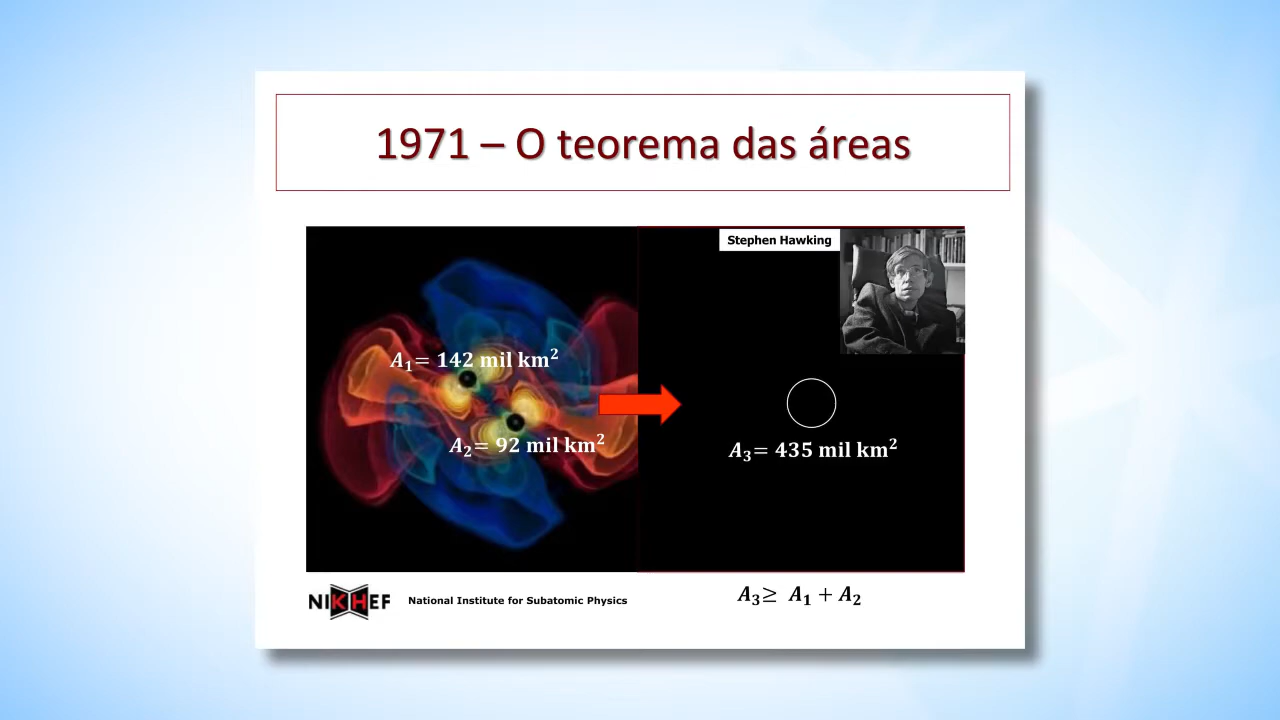 1971 – O teorema das áreas
Stephen Hawking
A₁= 142 mil km²
A₂= 92 mil km²
A₃= 435 mil km²
NIKHEF National Institute for Subatomic Physics
A₃≥ A₁ + A₂